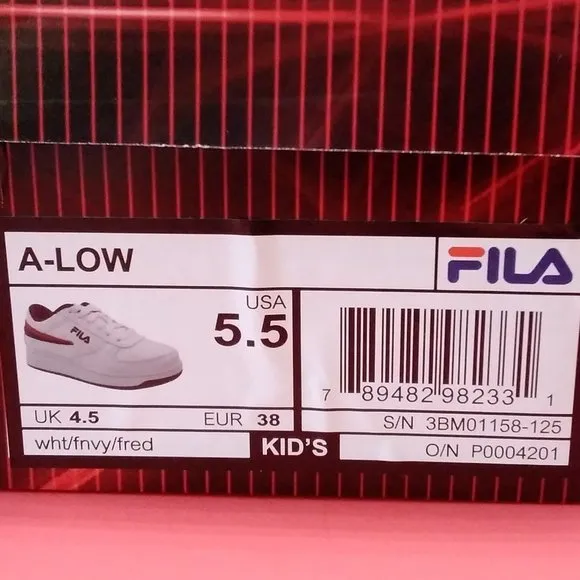 A-LOW
FILA
FILA
USA
5.5
UK 4.5 EUR 38
wht/fnvy/fred
KID'S
7 89482 98233 1
S/N 3BM01158-125
O/N P0004201